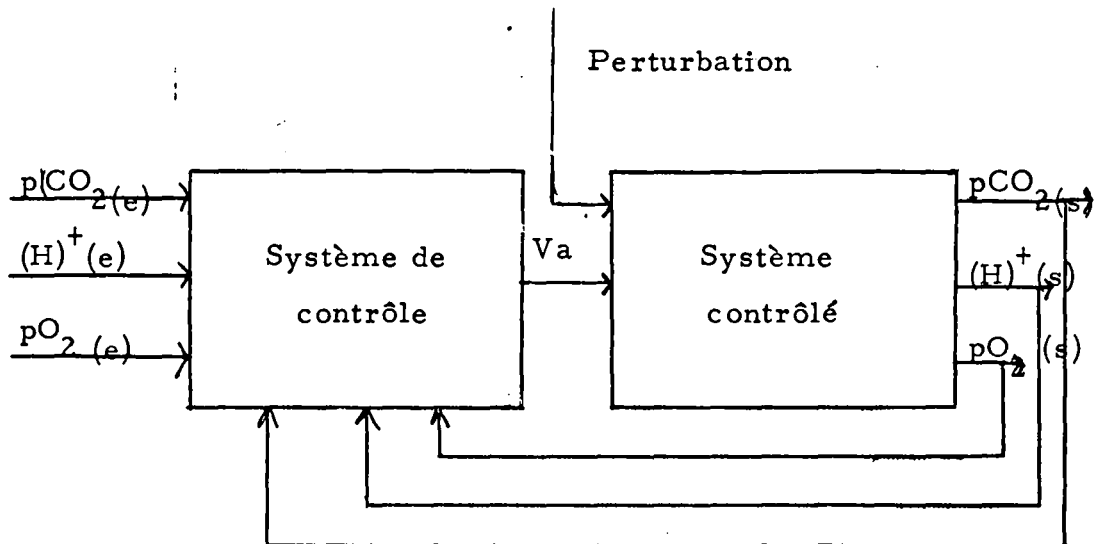 Perturbation
pCO2(e)
(H)+(e)
pO2(e)
Système de
contrôle
Va
Système
contrôlé
pCO2(s)
(H)+(s)
pO2(s)